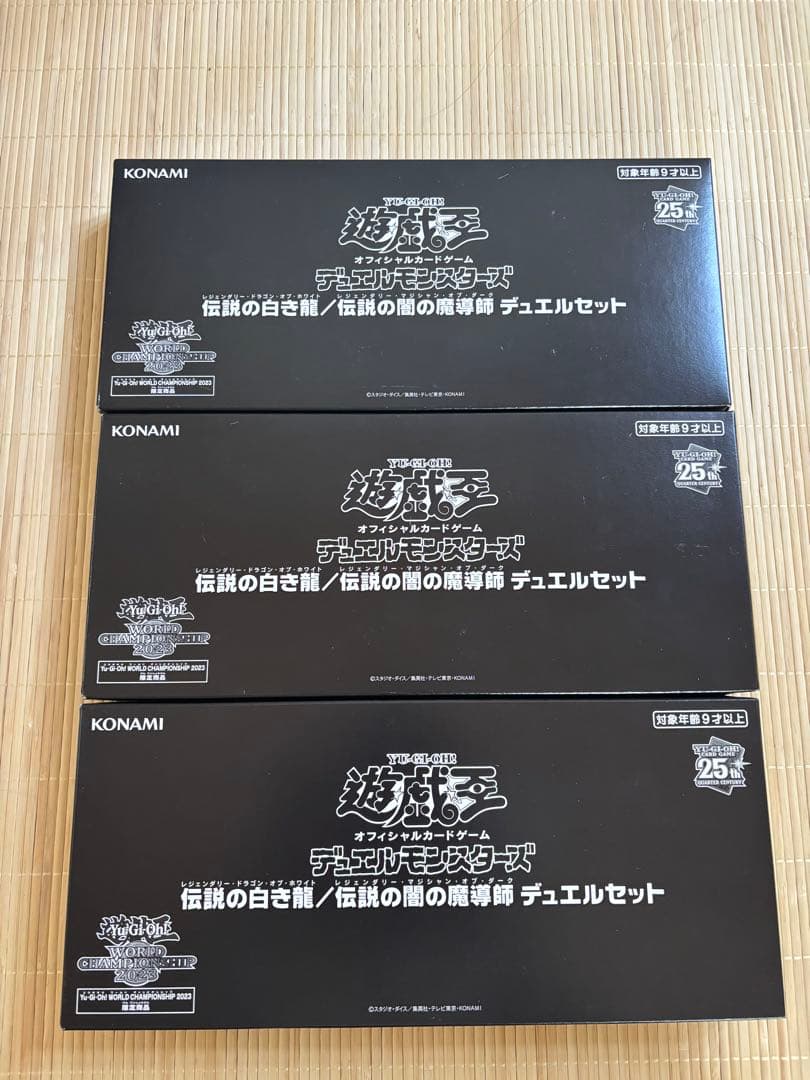 KONAMI
対象年齢9才以上
YU-GI-OH!
CARD GAME
25th
QUARTER CENTURY
YU-GI-OH!
遊戯王
オフィシャルカードゲーム
デュエルモンスターズ
レジェンダリー・ドラゴン・オブ・ホワイト レジェンダリー・マジシャン・オブ・ダーク
伝説の白き龍/伝説の闇の魔導師 デュエルセット
Yu-Gi-Oh!
WORLD
CHAMPIONSHIP
2023
Yu-Gi-Oh! WORLD CHAMPIONSHIP 2023
限定商品
©スタジオ・ダイス/集英社・テレビ東京・KONAMI
KONAMI
対象年齢9才以上
YU-GI-OH!
CARD GAME
25th
QUARTER CENTURY
YU-GI-OH!
遊戯王
オフィシャルカードゲーム
デュエルモンスターズ
レジェンダリー・ドラゴン・オブ・ホワイト レジェンダリー・マジシャン・オブ・ダーク
伝説の白き龍/伝説の闇の魔導師 デュエルセット
Yu-Gi-Oh!
WORLD
CHAMPIONSHIP
2023
Yu-Gi-Oh! WORLD CHAMPIONSHIP 2023
限定商品
©スタジオ・ダイス/集英社・テレビ東京・KONAMI
KONAMI
対象年齢9才以上
YU-GI-OH!
CARD GAME
25th
QUARTER CENTURY
YU-GI-OH!
遊戯王
オフィシャルカードゲーム
デュエルモンスターズ
レジェンダリー・ドラゴン・オブ・ホワイト レジェンダリー・マジシャン・オブ・ダーク
伝説の白き龍/伝説の闇の魔導師 デュエルセット
Yu-Gi-Oh!
WORLD
CHAMPIONSHIP
2023
Yu-Gi-Oh! WORLD CHAMPIONSHIP 2023
限定商品
©スタジオ・ダイス/集英社・テレビ東京・KONAMI